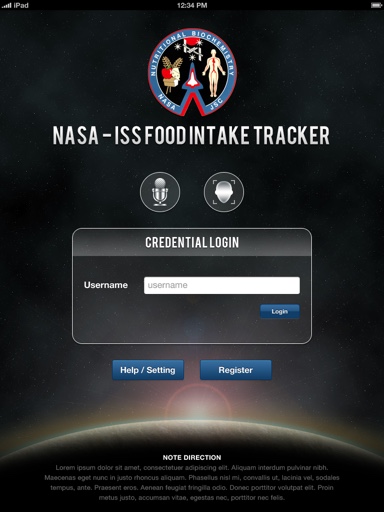 iPad 12:34 PM
NUTRITIONAL BIOCHEMISTRY
NASA JSC
NASA - ISS FOOD INTAKE TRACKER
CREDENTIAL LOGIN
Username username
Login
Help / Setting Register
NOTE DIRECTION
Lorem ipsum dolor sit amet, consectetuer adipiscing elit. Aliquam interdum pulvinar nibh.
Maecenas eget nunc in justo rhoncus aliquam. Phasellus nisl mi, convallis ut, lacinia vel, sodales
tempus, ante. Praesent eros. Aenean feugiat fringilla odio. Donec porttitor volutpat elit. Proin
metus justo, accumsan vitae, egestas nec, porttitor nec felis.